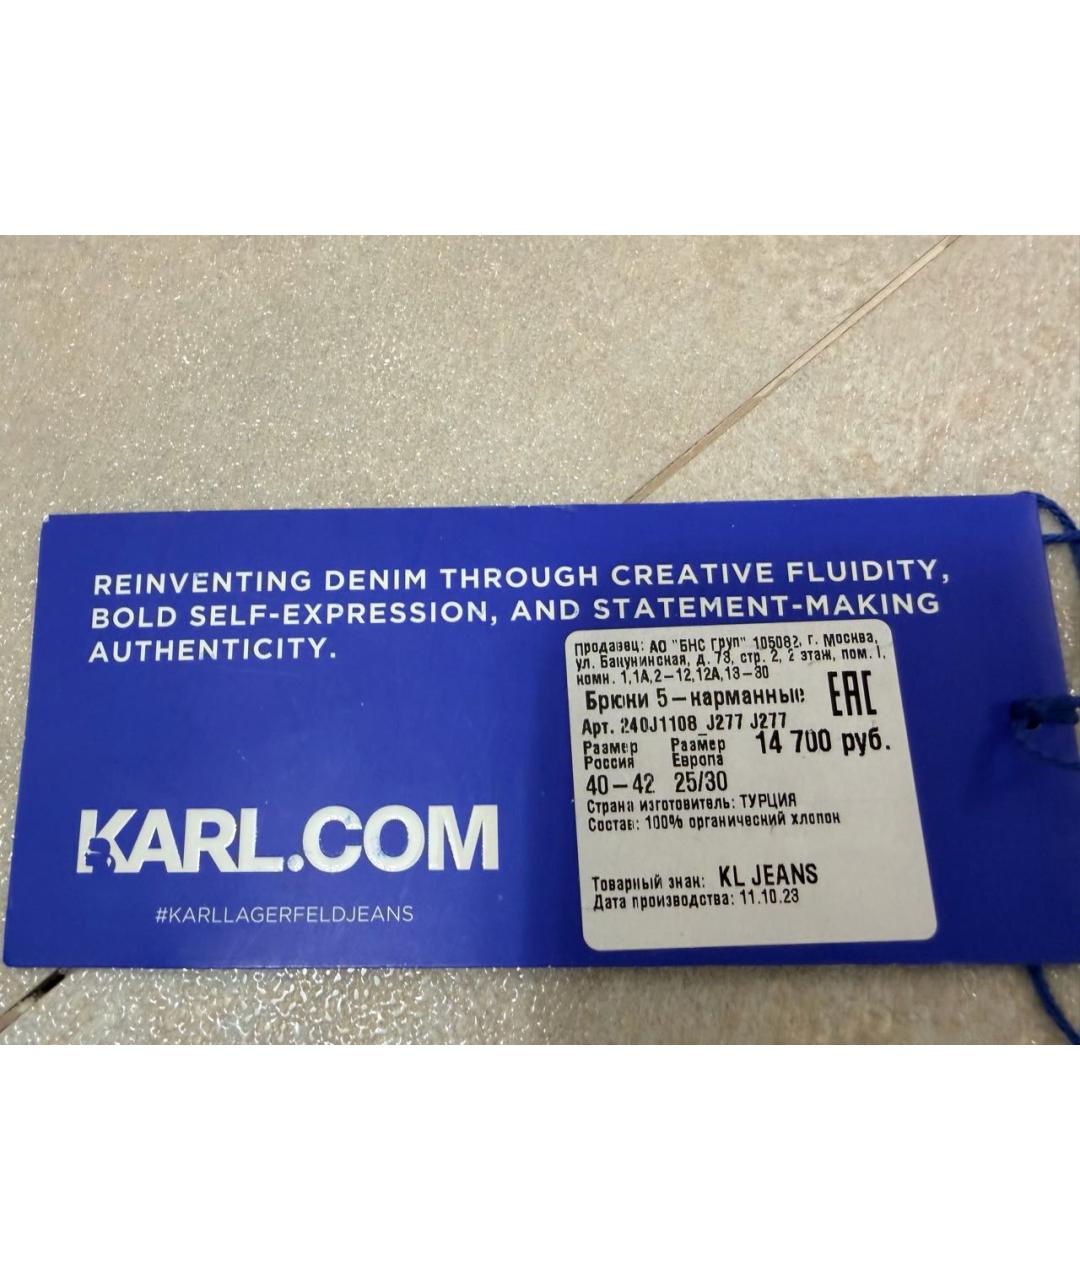 REINVENTING DENIM THROUGH CREATIVE FLUIDITY,
BOLD SELF-EXPRESSION, AND STATEMENT-MAKING
AUTHENTICITY.
Продавец: АО "БНС Груп" 105082, г. Москва,
ул. Бакунинская, д. 73, стр. 2, 2 этаж, пом. I,
комн. 1,1А,2-12,12А,13-30
Брюки 5-карманные
EAC
Арт. 240J1108_J277 J277
Размер Россия
Размер Европа
14 700 руб.
40-42 25/30
Страна изготовитель: ТУРЦИЯ
Состав: 100% органический хлопок
Товарный знак: KL JEANS
Дата производства: 11.10.23
KARL.COM
#KARLLAGERFELDJEANS